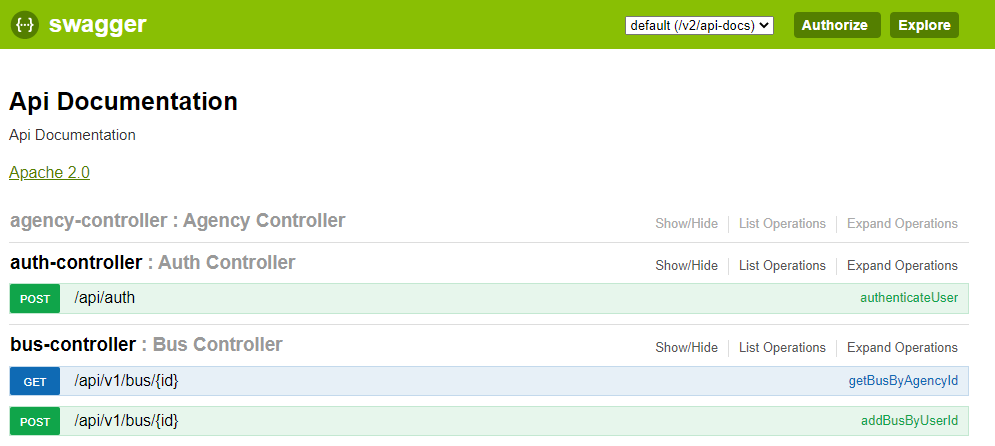 {···} swagger default (/v2/api-docs) Authorize Explore
Api Documentation
Api Documentation
Apache 2.0
agency-controller : Agency Controller Show/Hide List Operations Expand Operations
auth-controller : Auth Controller Show/Hide List Operations Expand Operations
POST /api/auth authenticateUser
bus-controller : Bus Controller Show/Hide List Operations Expand Operations
GET /api/v1/bus/{id} getBusByAgencyId
POST /api/v1/bus/{id} addBusByUserId